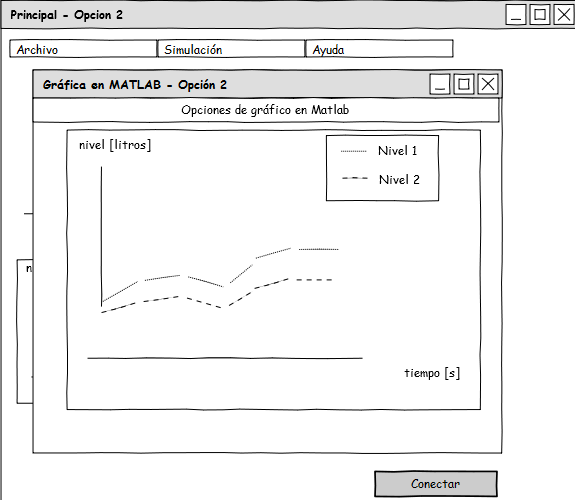 Principal - Opcion 2
Archivo
Simulación
Ayuda
Gráfica en MATLAB - Opción 2
Opciones de gráfico en Matlab
nivel [litros]
Nivel 1
Nivel 2
n
tiempo [s]
Conectar